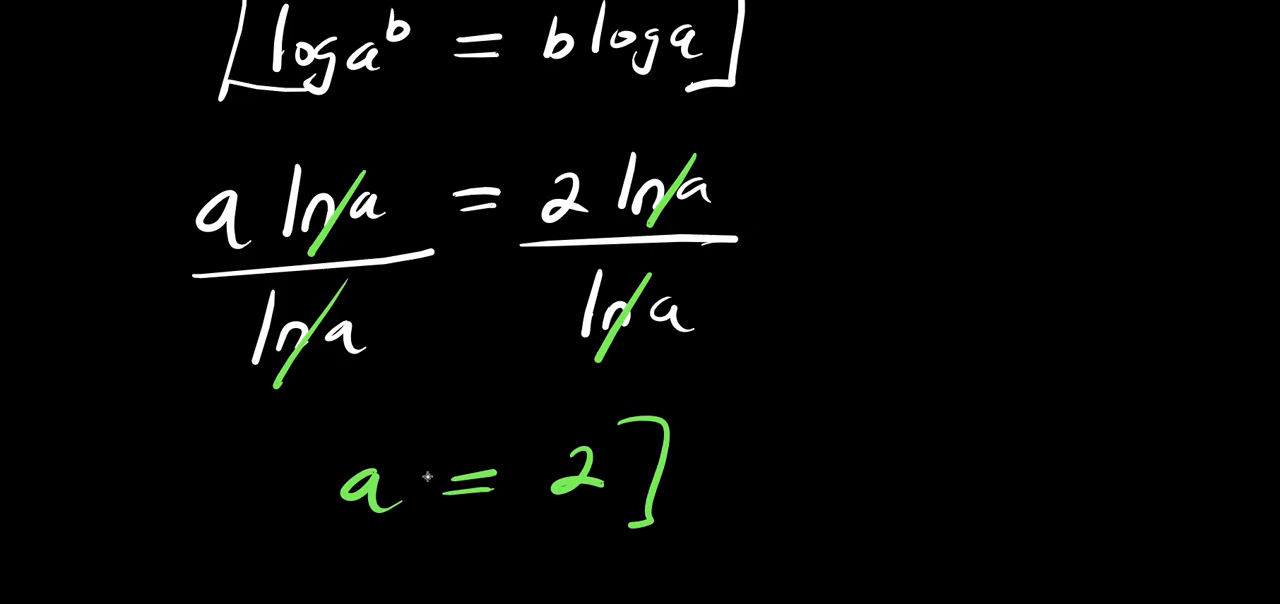 [log a^b = b log a]
a ln a = 2 ln a
ln a ln a
a = 2]